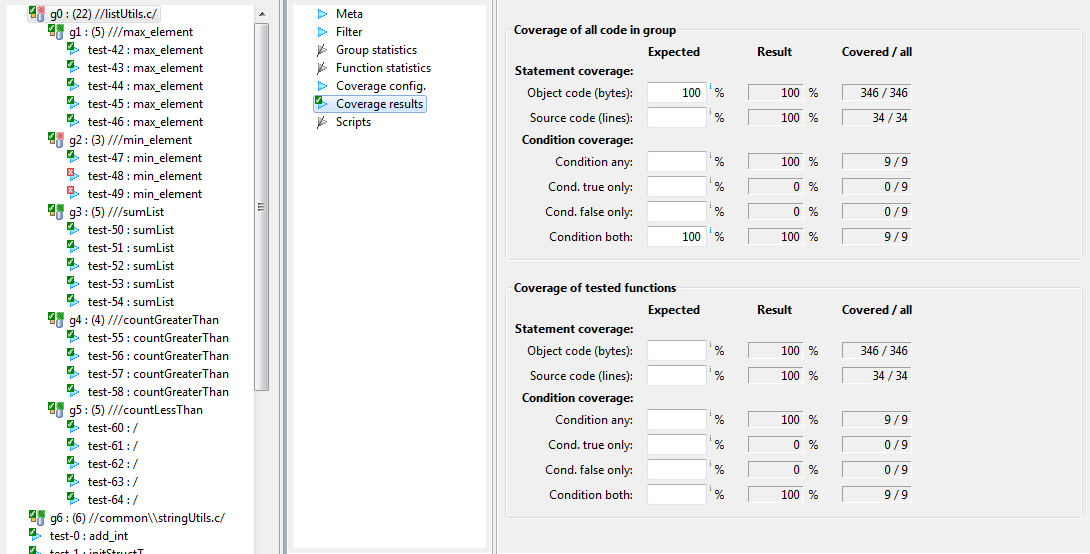 g0 : (22) //listUtils.c/
g1 : (5) ///max_element
test-42 : max_element
test-43 : max_element
test-44 : max_element
test-45 : max_element
test-46 : max_element
g2 : (3) ///min_element
test-47 : min_element
test-48 : min_element
test-49 : min_element
g3 : (5) ///sumList
test-50 : sumList
test-51 : sumList
test-52 : sumList
test-53 : sumList
test-54 : sumList
g4 : (4) ///countGreaterThan
test-55 : countGreaterThan
test-56 : countGreaterThan
test-57 : countGreaterThan
test-58 : countGreaterThan
g5 : (5) ///countLessThan
test-60 : /
test-61 : /
test-62 : /
test-63 : /
test-64 : /
g6 : (6) //common\\stringUtils.c/
test-0 : add_int
test-1 : initStructT
Meta
Filter
Group statistics
Function statistics
Coverage config.
Coverage results
Scripts
Coverage of all code in group
Expected Result Covered / all
Statement coverage:
Object code (bytes): 100 i % 100 % 346 / 346
Source code (lines): i % 100 % 34 / 34
Condition coverage:
Condition any: i % 100 % 9 / 9
Cond. true only: i % 0 % 0 / 9
Cond. false only: i % 0 % 0 / 9
Condition both: 100 i % 100 % 9 / 9
Coverage of tested functions
Expected Result Covered / all
Statement coverage:
Object code (bytes): i % 100 % 346 / 346
Source code (lines): i % 100 % 34 / 34
Condition coverage:
Condition any: i % 100 % 9 / 9
Cond. true only: i % 0 % 0 / 9
Cond. false only: i % 0 % 0 / 9
Condition both: i % 100 % 9 / 9